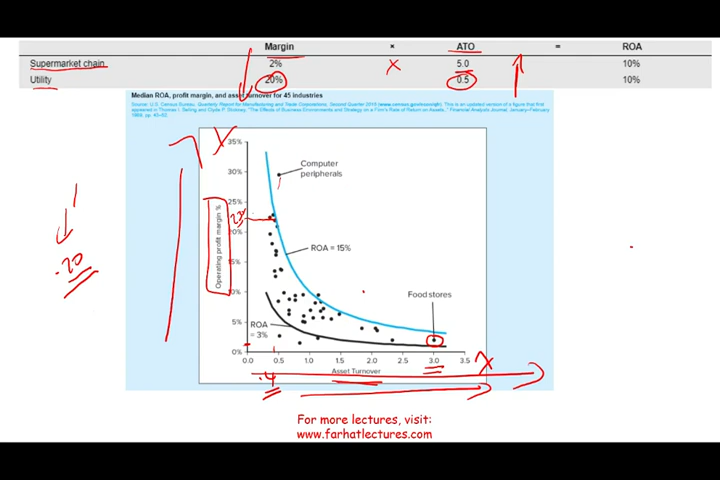 Margin × ATO = ROA
Supermarket chain 2% X 5.0 10%
Utility 20% 0.5 10%
Median ROA, profit margin, and asset turnover for 45 industries
35%
30%
25%
15%
10%
5%
0%
Operating profit margin %
Computer
peripherals
ROA = 15%
Food stores
ROA
= 3%
0.0 0.5 1.0 1.5 2.0 2.5 3.0 3.5
Asset Turnover
Y
X
.4
.20
For more lectures, visit:
www.farhatlectures.com